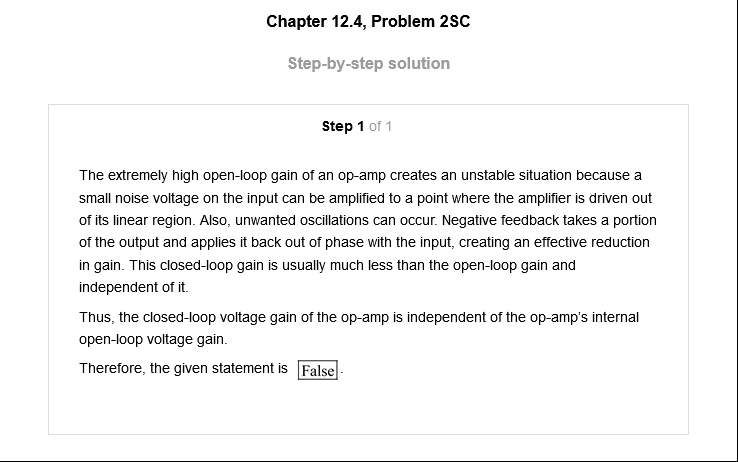 Chapter 12.4, Problem 2SC
Step-by-step solution
Step 1 of 1
The extremely high open-loop gain of an op-amp creates an unstable situation because a
small noise voltage on the input can be amplified to a point where the amplifier is driven out
of its linear region. Also, unwanted oscillations can occur. Negative feedback takes a portion
of the output and applies it back out of phase with the input, creating an effective reduction
in gain. This closed-loop gain is usually much less than the open-loop gain and
independent of it.
Thus, the closed-loop voltage gain of the op-amp is independent of the op-amp's internal
open-loop voltage gain.
Therefore, the given statement is False.